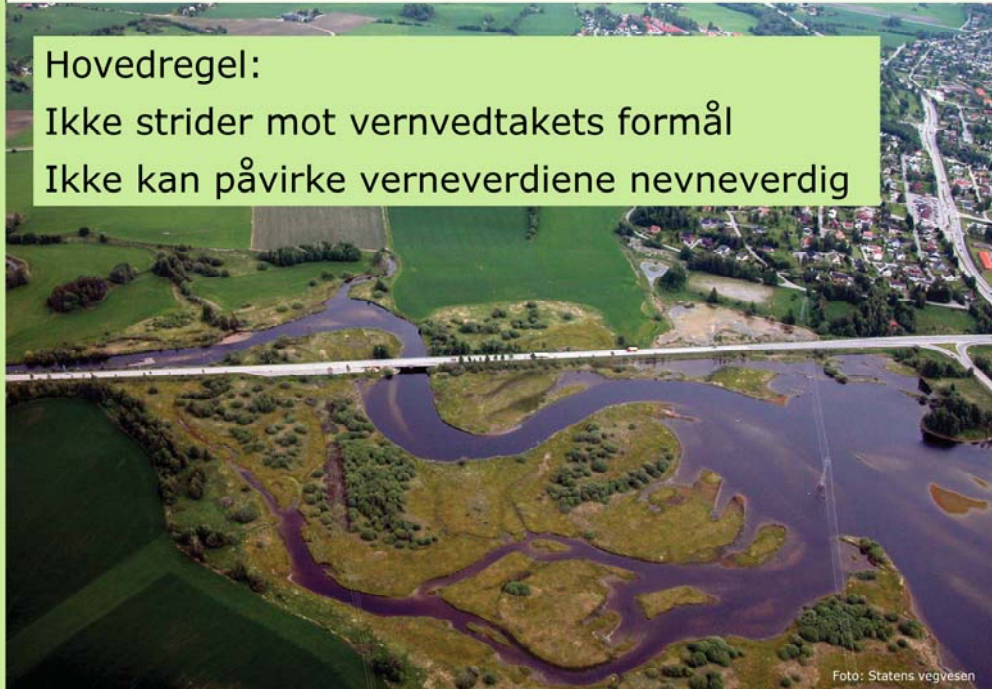 Hovedregel:
Ikke strider mot vernvedtakets formål
Ikke kan påvirke verneverdiene nevneverdig
Foto: Statens vegvesen